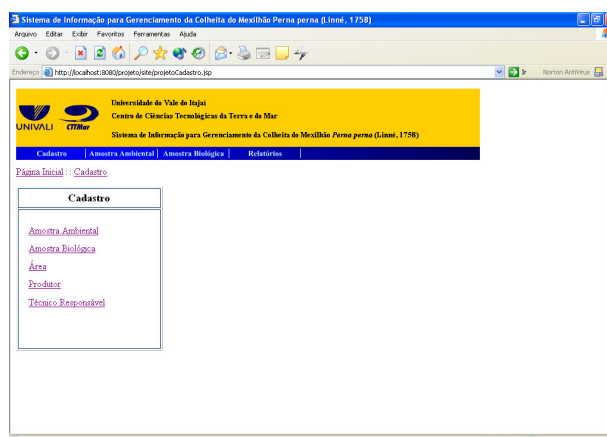 Sistema de Informação para Gerenciamento da Colheita do Mexilhão Perna perna (Linné, 1758)
Arquivo Editar Exibir Favoritos Ferramentas Ajuda
Endereço http://localhost:8080/projeto/site/projetoCadastro.jsp Ir Norton AntiVirus
Universidade do Vale do Itajaí
Centro de Ciências Tecnológicas da Terra e do Mar
UNIVALI CTTMar
Sistema de Informação para Gerenciamento da Colheita do Mexilhão Perna perna (Linné, 1758)
Cadastro | Amostra Ambiental | Amostra Biológica | Relatórios |
Página Inicial : : Cadastro
Cadastro
Amostra Ambiental
Amostra Biológica
Área
Produtor
Técnico Responsável